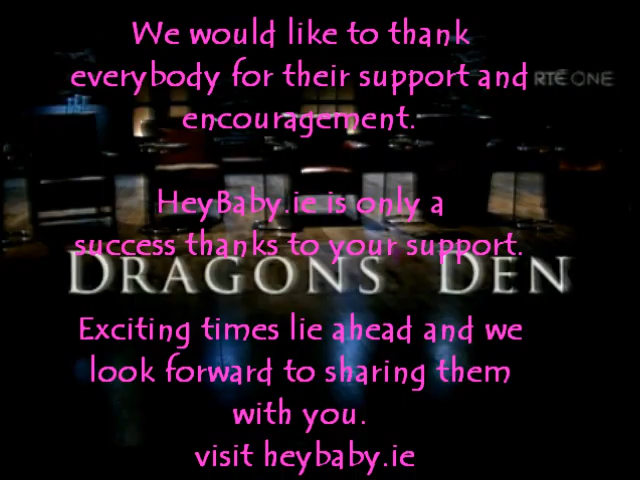 We would like to thank
everybody for their support and
RTÉ ONE
encouragement.
HeyBaby.ie is only a
success thanks to your support.
DRAGONS DEN
Exciting times lie ahead and we
look forward to sharing them
with you.
visit heybaby.ie